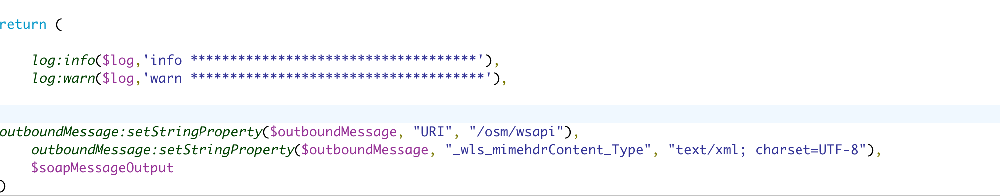 return (
log:info($log,'info ************************************'),
log:warn($log,'warn *************************************'),
outboundMessage:setStringProperty($outboundMessage, "URI", "/osm/wsapi"),
outboundMessage:setStringProperty($outboundMessage, "_wls_mimehdrContent_Type", "text/xml; charset=UTF-8"),
$soapMessageOutput
)